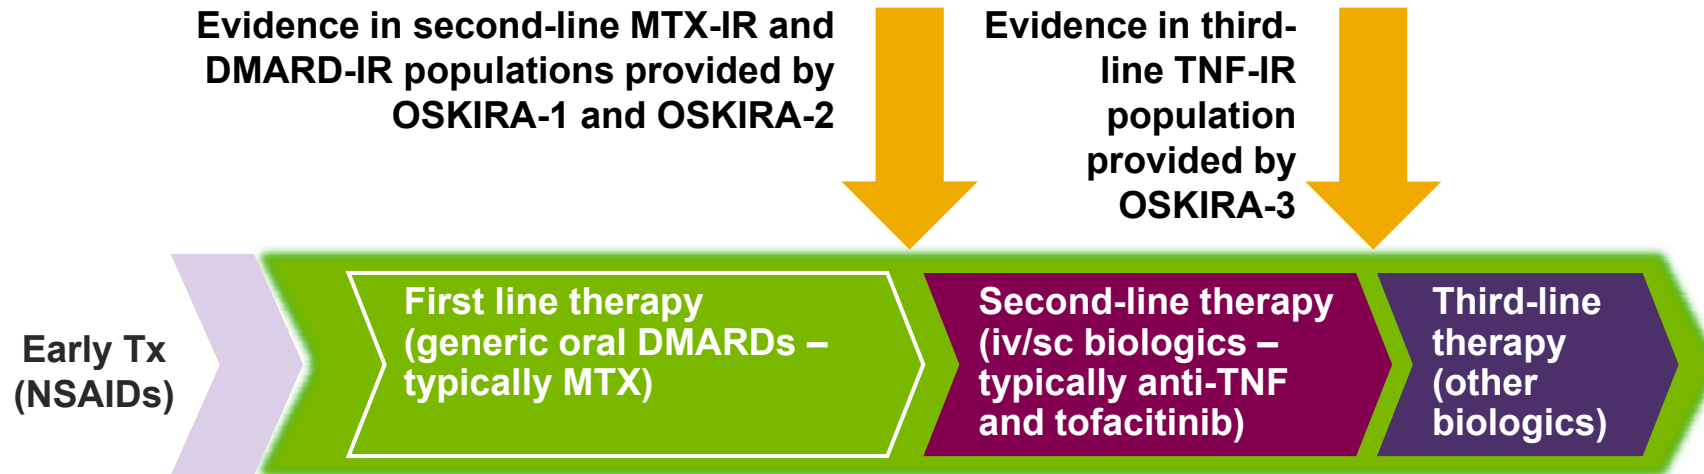 Evidence in second-line MTX-IR and
DMARD-IR populations provided by
OSKIRA-1 and OSKIRA-2
Evidence in third-
line TNF-IR
population
provided by
OSKIRA-3
Early Tx
(NSAIDs)
First line therapy
(generic oral DMARDs –
typically MTX)
Second-line therapy
(iv/sc biologics –
typically anti-TNF
and tofacitinib)
Third-line
therapy
(other
biologics)